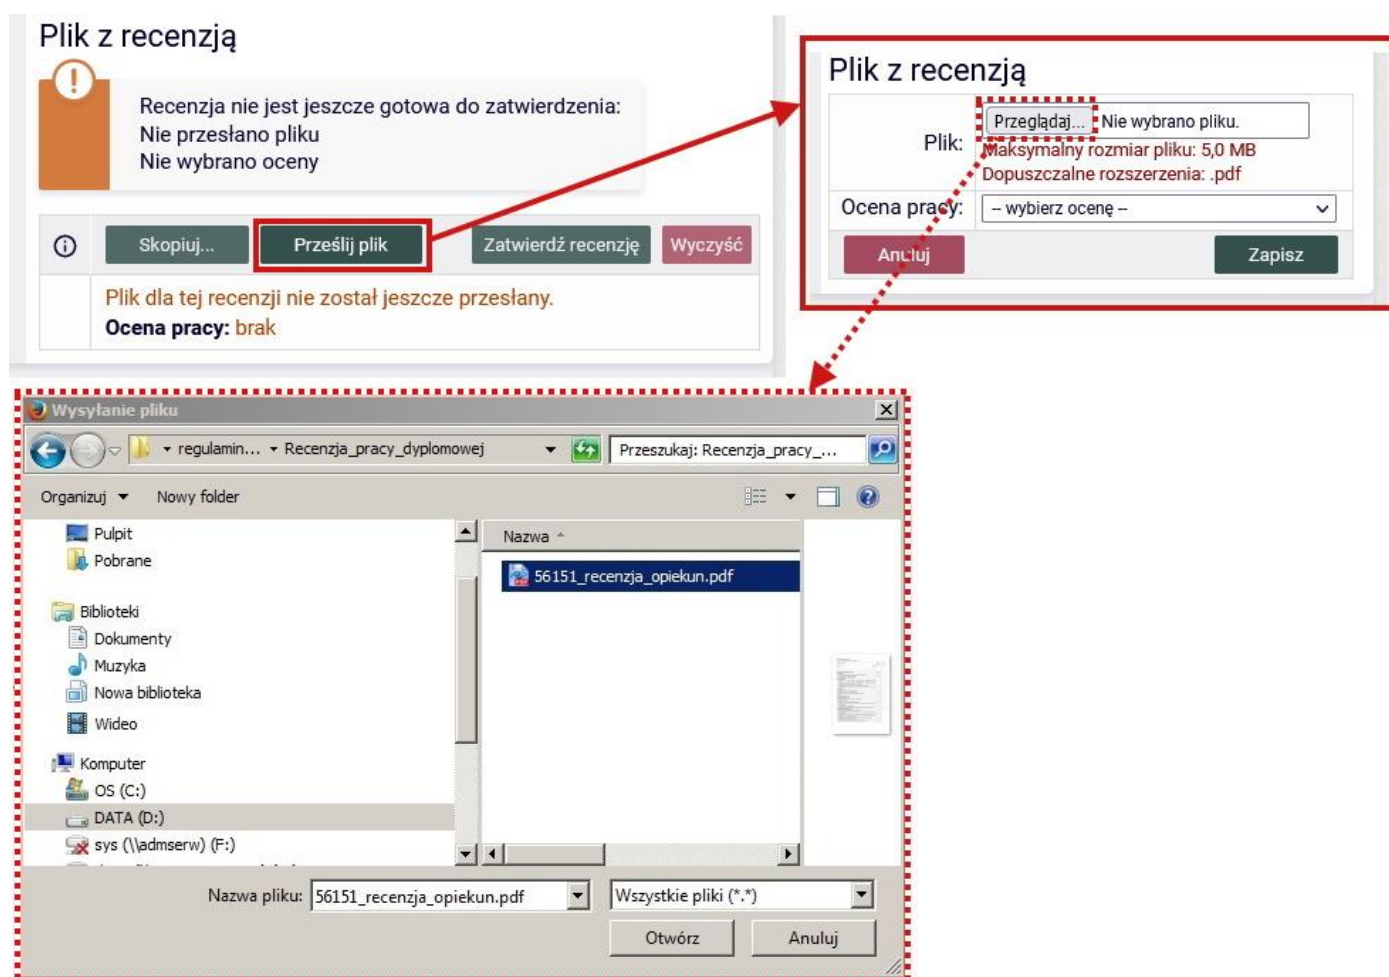 Plik z recenzją
Recenzja nie jest jeszcze gotowa do zatwierdzenia:
Nie przesłano pliku
Nie wybrano oceny
Skopiuj... Prześlij plik Zatwierdź recenzję Wyczyść
Plik dla tej recenzji nie został jeszcze przesłany.
Ocena pracy: brak
Plik z recenzją
Plik: Przeglądaj... Nie wybrano pliku.
Maksymalny rozmiar pliku: 5,0 MB
Dopuszczalne rozszerzenia: .pdf
Ocena pracy: -- wybierz ocenę --
Anuluj Zapisz
Wysyłanie pliku
regulamin... Recenzja_pracy_dyplomowej Przeszukaj: Recenzja_pracy_...
Organizuj Nowy folder
Pulpit
Pobrane
Biblioteki
Dokumenty
Muzyka
Nowa biblioteka
Wideo
Komputer
OS (C:)
DATA (D:)
sys (\\admserw) (F:)
Nazwa
56151_recenzja_opiekun.pdf
Nazwa pliku: 56151_recenzja_opiekun.pdf Wszystkie pliki (*.*)
Otwórz Anuluj